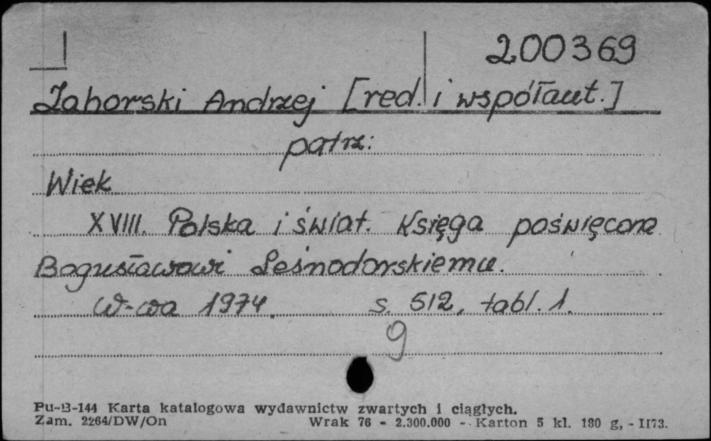 200369
Zahorski Andrzej [red. i współaut.]
patrz:
Wiek
XVIII. Polska i świat. Księga poświęcona
Bogusławowi Leśnodorskiemu.
W-wa 1974. s. 512, tabl. 1.
9
Pu-B-144 Karta katalogowa wydawnictw zwartych i ciągłych.
Zam. 2264/DW/On Wrak 76 - 2.300.000 - Karton 5 kl. 180 g, - II73.